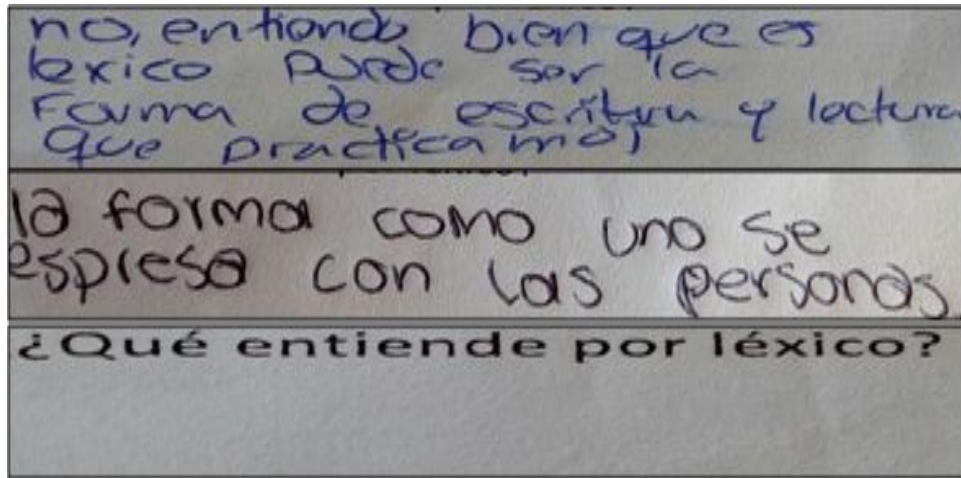 no, entiendo bien que es
lexico puede ser la
Forma de escritura y lectura
que practicamos
la forma como uno se
espresa con las personas
¿Qué entiende por léxico?